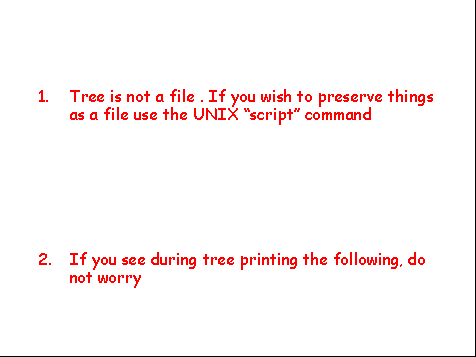 1. Tree is not a file . If you wish to preserve things
as a file use the UNIX “script” command
2. If you see during tree printing the following, do
not worry